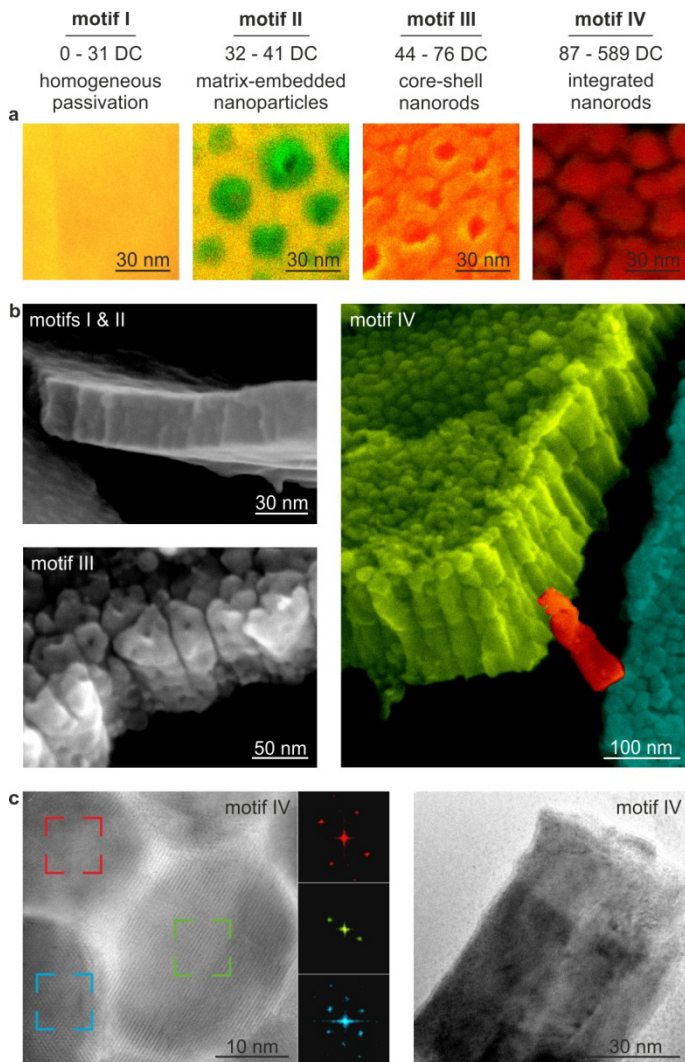 motif I
motif II
motif III
motif IV
0 - 31 DC
32 - 41 DC
44 - 76 DC
87 - 589 DC
homogeneous
passivation
matrix-embedded
nanoparticles
core-shell
nanorods
integrated
nanorods
a
30 nm
30 nm
30 nm
30 nm
b
motifs I & II
30 nm
motif III
50 nm
motif IV
100 nm
c
motif IV
10 nm
motif IV
30 nm